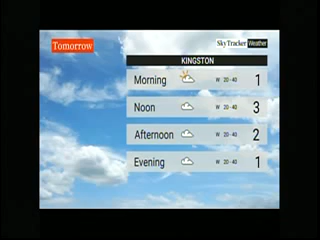 Tomorrow
SkyTracker Weather
KINGSTON
Morning W 20-40 1
Noon W 20-40 3
Afternoon W 20-40 2
Evening W 20-40 1